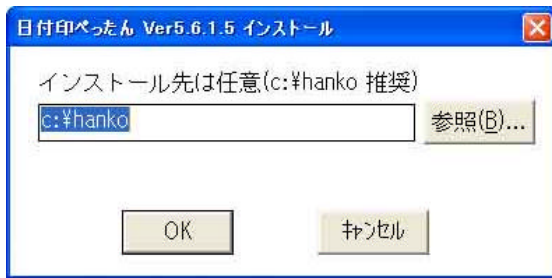 日付印ぺったん Ver5.6.1.5 インストール
インストール先は任意(c:¥hanko 推奨)
c:¥hanko
参照(B)...
OK
キャンセル